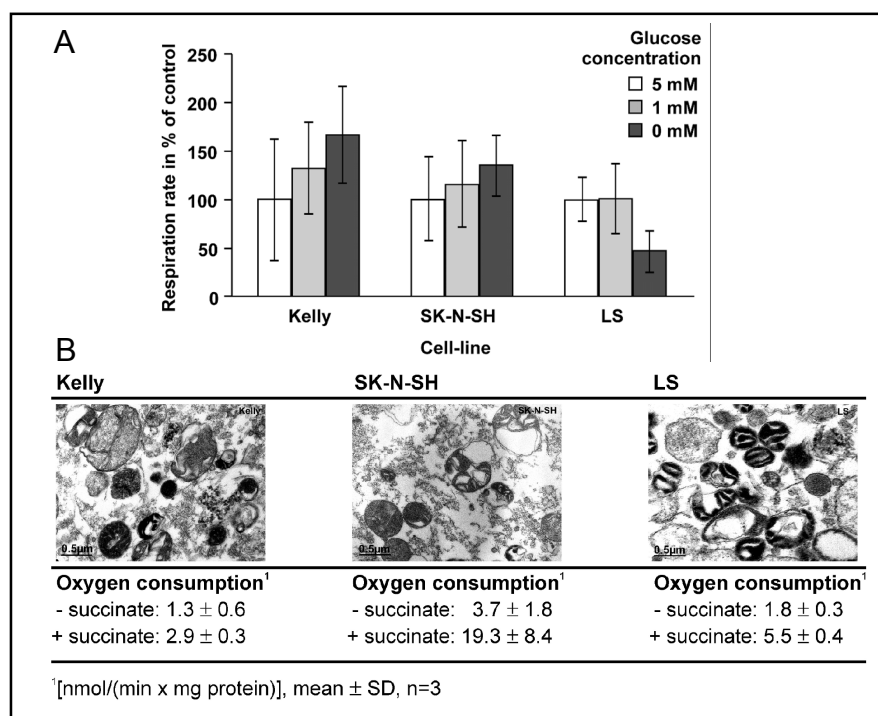 A
Respiration rate in % of control
250
200
150
100
50
0
Glucose
concentration
5 mM
1 mM
0 mM
Kelly SK-N-SH LS
Cell-line
B
Kelly SK-N-SH LS
Kelly SK-N-SH LS
0.5µm 0.5µm 0.5µm
Oxygen consumption¹ Oxygen consumption¹ Oxygen consumption¹
- succinate: 1.3 ± 0.6 - succinate: 3.7 ± 1.8 - succinate: 1.8 ± 0.3
+ succinate: 2.9 ± 0.3 + succinate: 19.3 ± 8.4 + succinate: 5.5 ± 0.4
¹[nmol/(min x mg protein)], mean ± SD, n=3